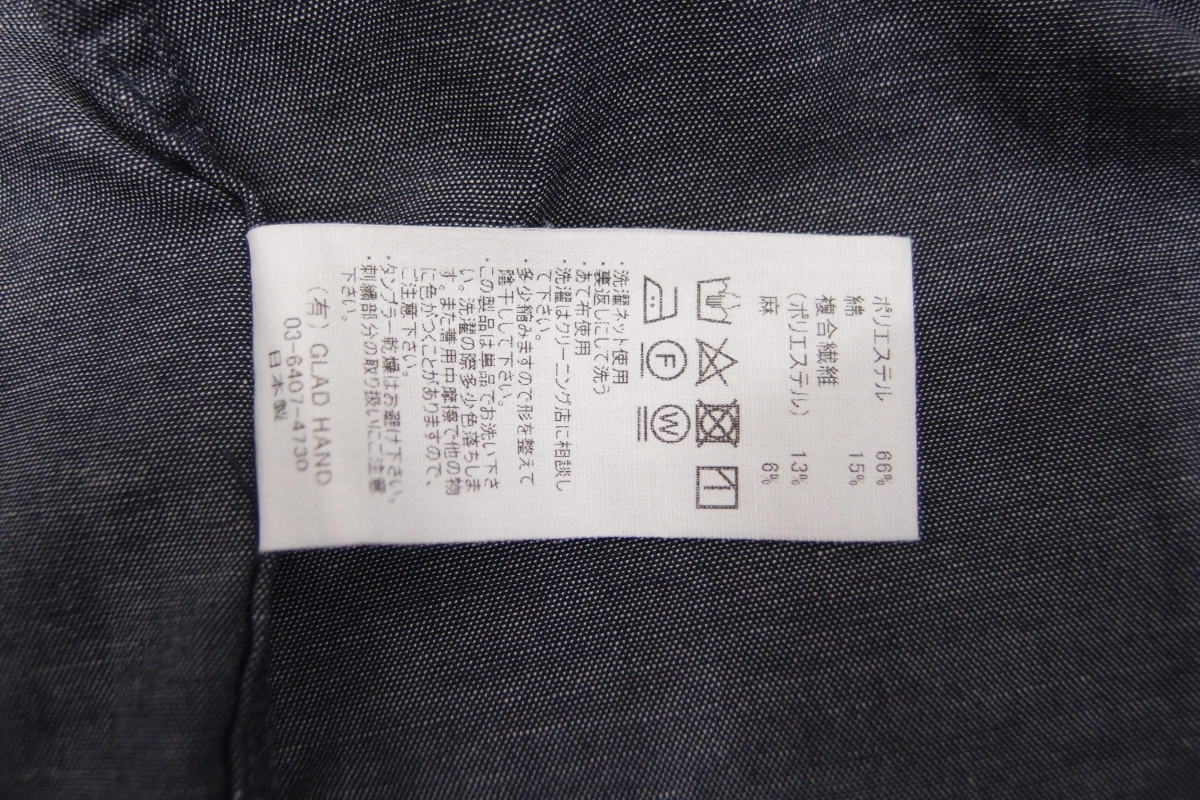 ポリエステル 66%
綿 15%
複合繊維
(ポリエステル) 13%
麻 6%
F W
・洗濯ネット使用
・裏返しにして洗う
・あて布使用
・洗濯はクリーニング店に相談し
て下さい。
・多少縮みますので形を整えて
陰干しして下さい。
・この製品は単品でお洗い下さ
い。洗濯の際多少色落ちしま
す。また着用中摩擦で他の物
に色がつくことがありますので、
ご注意下さい。
・タンブラー乾燥はお避け下さい。
・刺繍部分の取り扱いにご注意
下さい。
(有) GLAD HAND
03-6407-4730
日本製